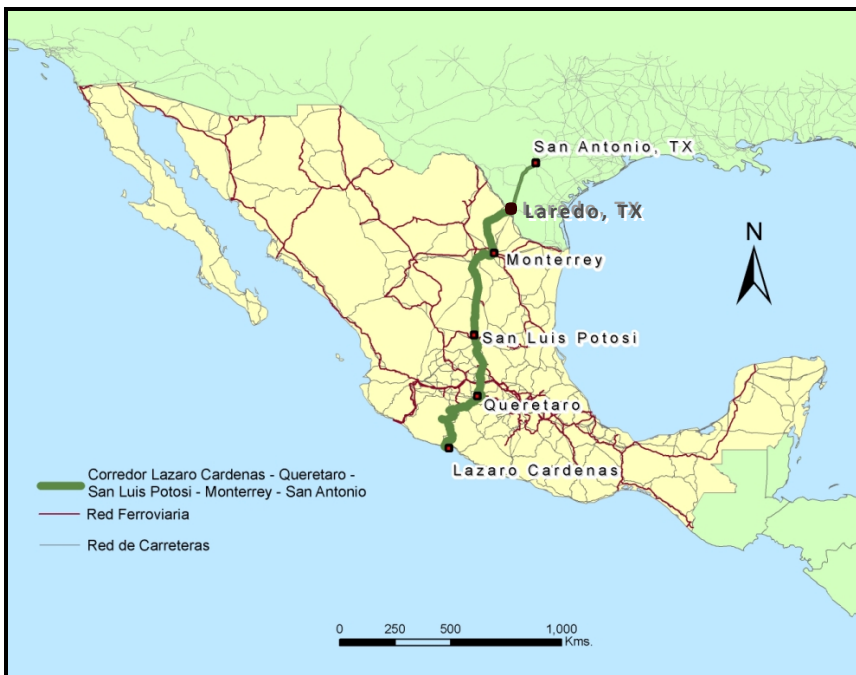 San Antonio, TX
Laredo, TX
N
Monterrey
San Luis Potosi
Queretaro
Lazaro Cardenas
Corredor Lazaro Cardenas - Queretaro -
San Luis Potosi - Monterrey - San Antonio
Red Ferroviaria
Red de Carreteras
0 250 500 1,000
Kms.